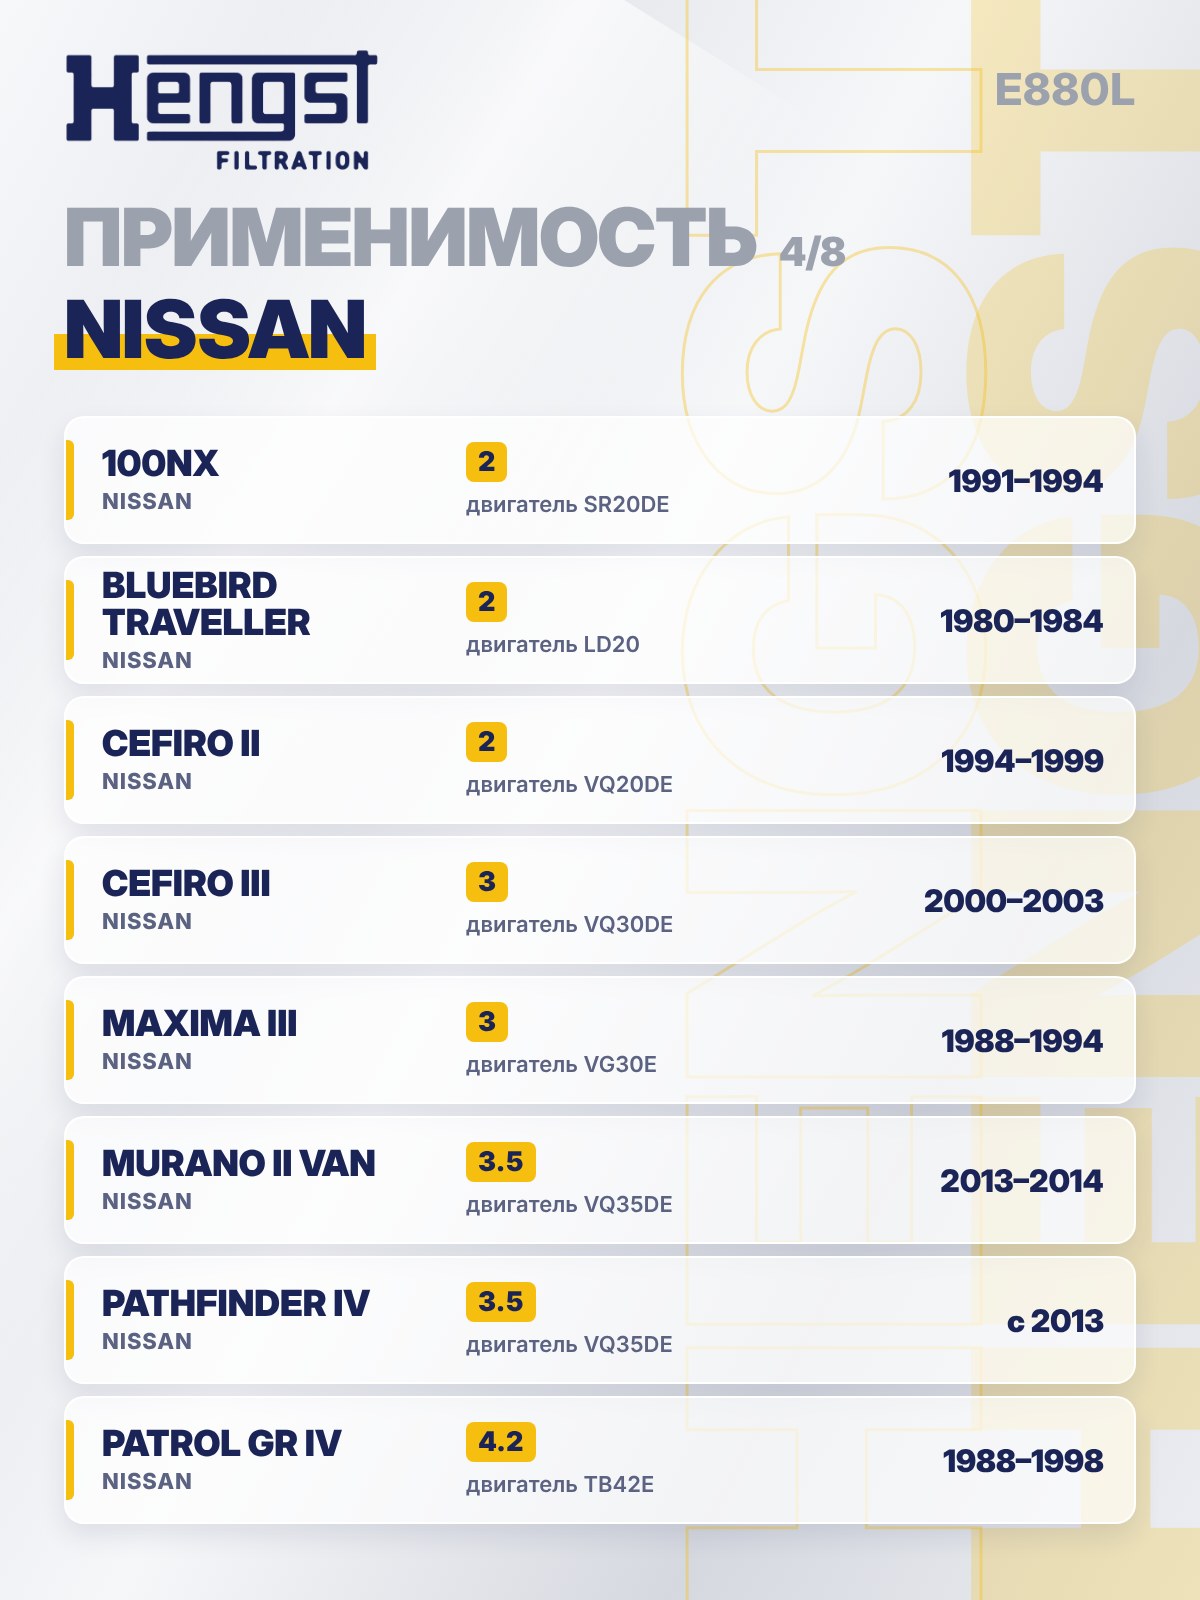 Hengst
FILTRATION
E880L
ПРИМЕНИМОСТЬ 4/8
NISSAN
100NX
NISSAN
2
двигатель SR20DE
1991–1994
BLUEBIRD
TRAVELLER
NISSAN
2
двигатель LD20
1980–1984
CEFIRO II
NISSAN
2
двигатель VQ20DE
1994–1999
CEFIRO III
NISSAN
3
двигатель VQ30DE
2000–2003
MAXIMA III
NISSAN
3
двигатель VG30E
1988–1994
MURANO II VAN
NISSAN
3.5
двигатель VQ35DE
2013–2014
PATHFINDER IV
NISSAN
3.5
двигатель VQ35DE
с 2013
PATROL GR IV
NISSAN
4.2
двигатель TB42E
1988–1998
HENGST
HENGST